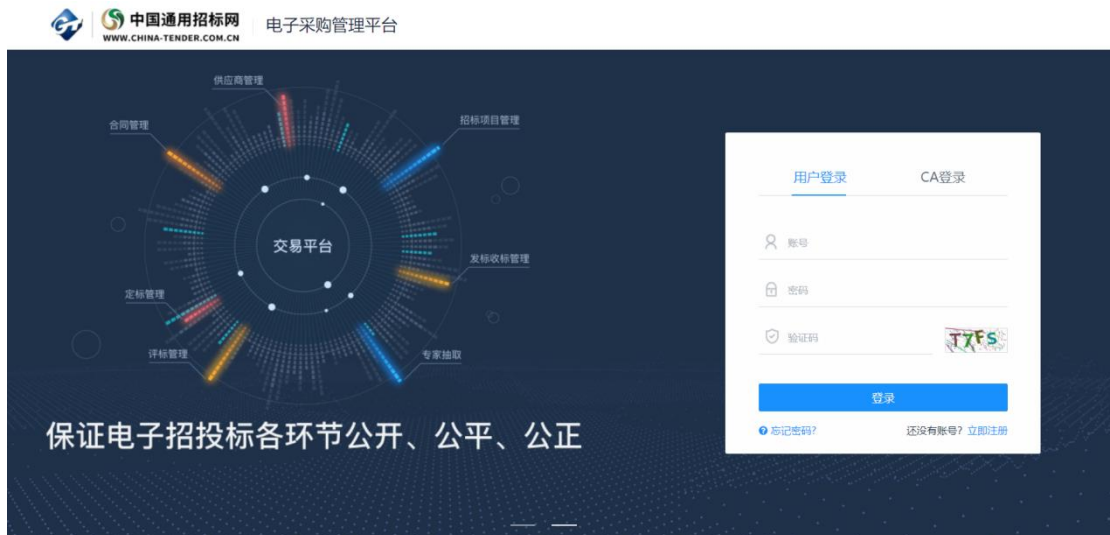 中国通用招标网
WWW.CHINA-TENDER.COM.CN
电子采购管理平台
供应商管理
合同管理
招标项目管理
交易平台
发标收标管理
定标管理
评标管理
专家抽取
保证电子招投标各环节公开、公平、公正
用户登录
CA登录
账号
密码
验证码
T7FS
登录
忘记密码?
还没有账号? 立即注册